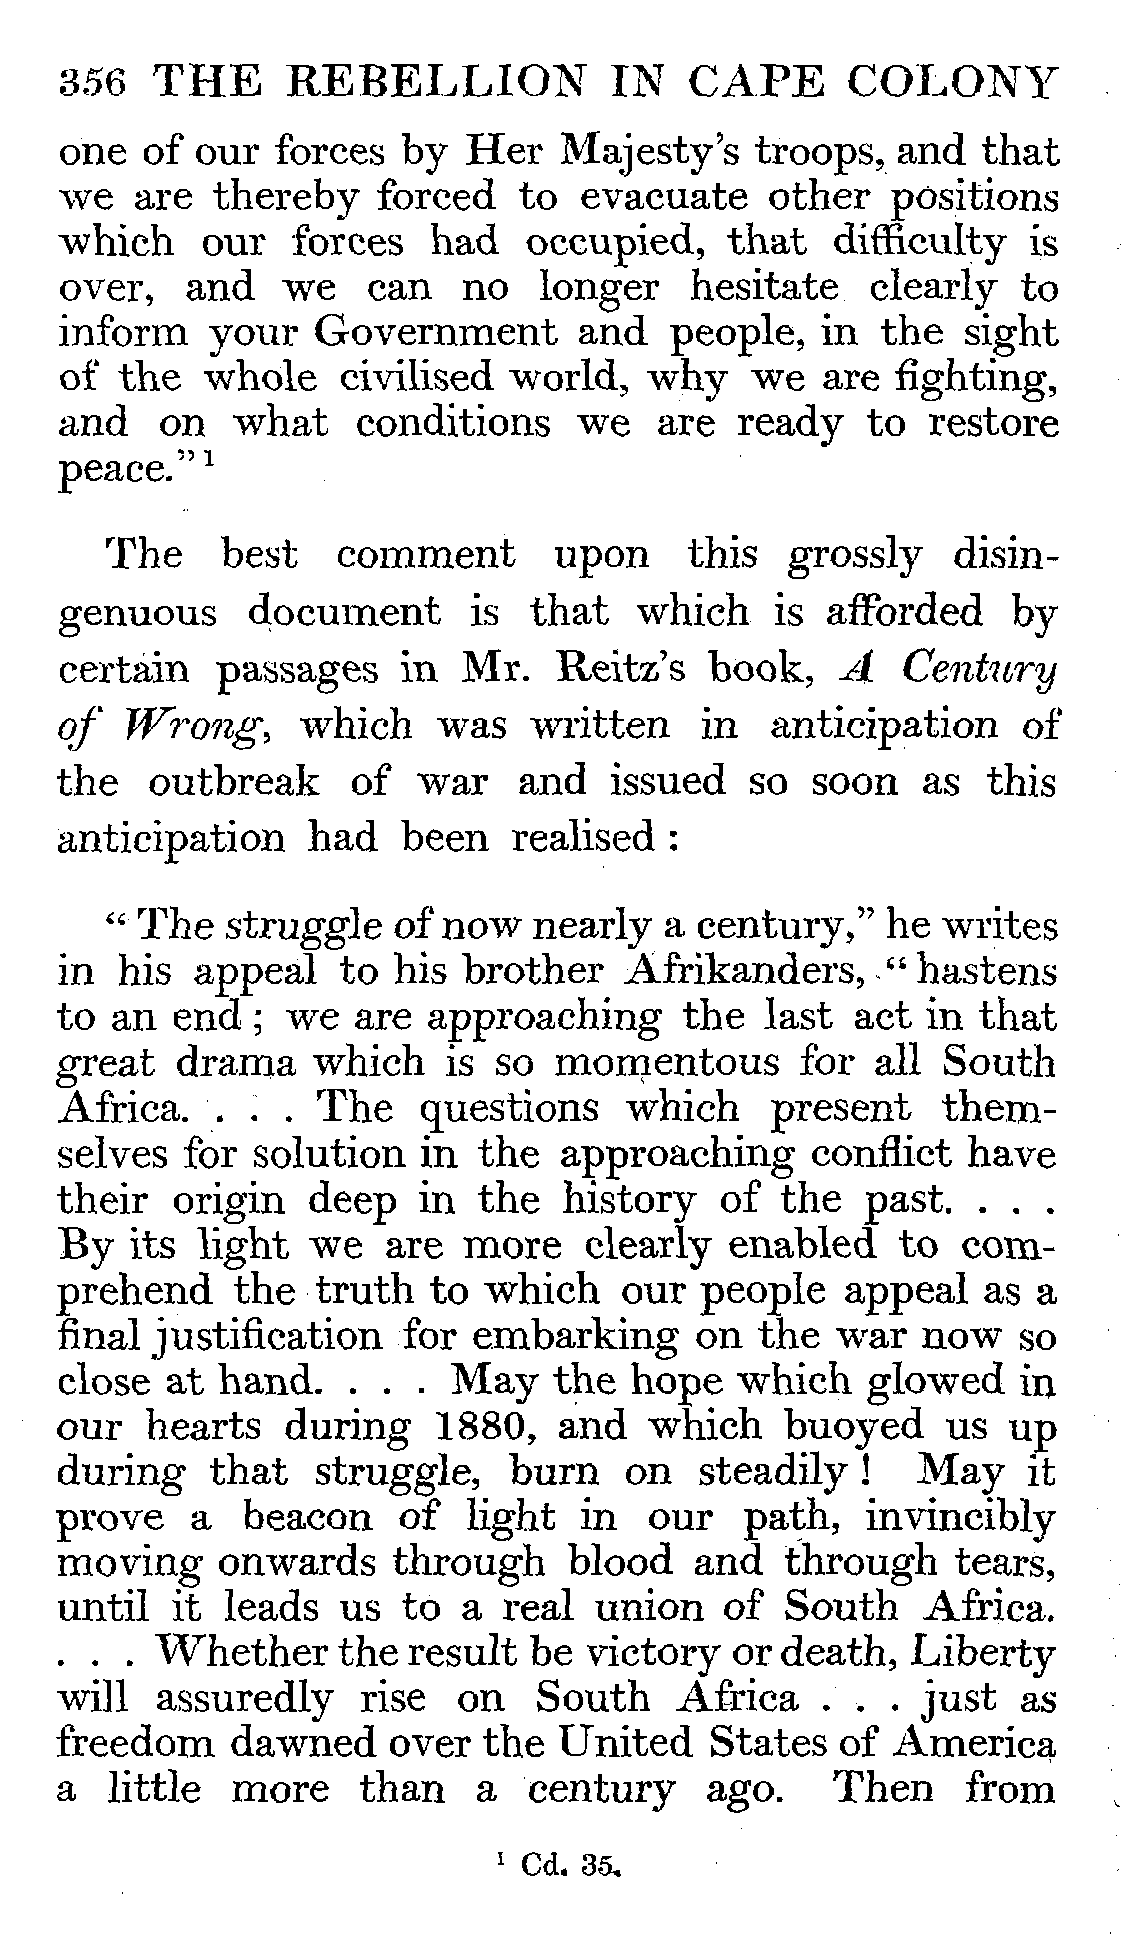 356 THE REBELLION IN CAPE COLONY
one of our forces by Her Majesty's troops, and that
we are thereby forced to evacuate other positions
which our forces had occupied, that difficulty is
over, and we can no longer hesitate clearly to
inform your Government and people, in the sight
of the whole civilised world, why we are fighting,
and on what conditions we are ready to restore
peace." ¹
The best comment upon this grossly disin-
genuous document is that which is afforded by
certain passages in Mr. Reitz's book, A Century
of Wrong, which was written in anticipation of
the outbreak of war and issued so soon as this
anticipation had been realised :
"The struggle of now nearly a century," he writes
in his appeal to his brother Afrikanders, "hastens
to an end ; we are approaching the last act in that
great drama which is so momentous for all South
Africa. . . . The questions which present them-
selves for solution in the approaching conflict have
their origin deep in the history of the past. . . .
By its light we are more clearly enabled to com-
prehend the truth to which our people appeal as a
final justification for embarking on the war now so
close at hand. . . . May the hope which glowed in
our hearts during 1880, and which buoyed us up
during that struggle, burn on steadily ! May it
prove a beacon of light in our path, invincibly
moving onwards through blood and through tears,
until it leads us to a real union of South Africa.
. . . Whether the result be victory or death, Liberty
will assuredly rise on South Africa . . . just as
freedom dawned over the United States of America
a little more than a century ago. Then from
¹ Cd. 35.